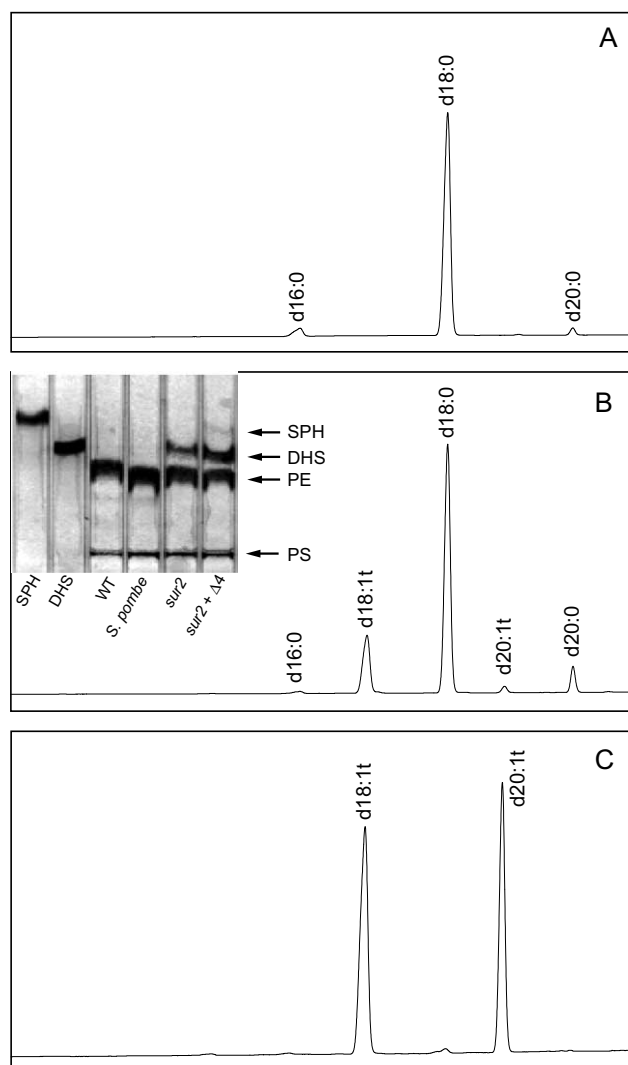 A
d16:0
d18:0
d20:0
B
SPH
DHS
PE
PS
SPH
DHS
WT
S. pombe
sur2
sur2 + Δ4
d16:0
d18:1t
d18:0
d20:1t
d20:0
C
d18:1t
d20:1t